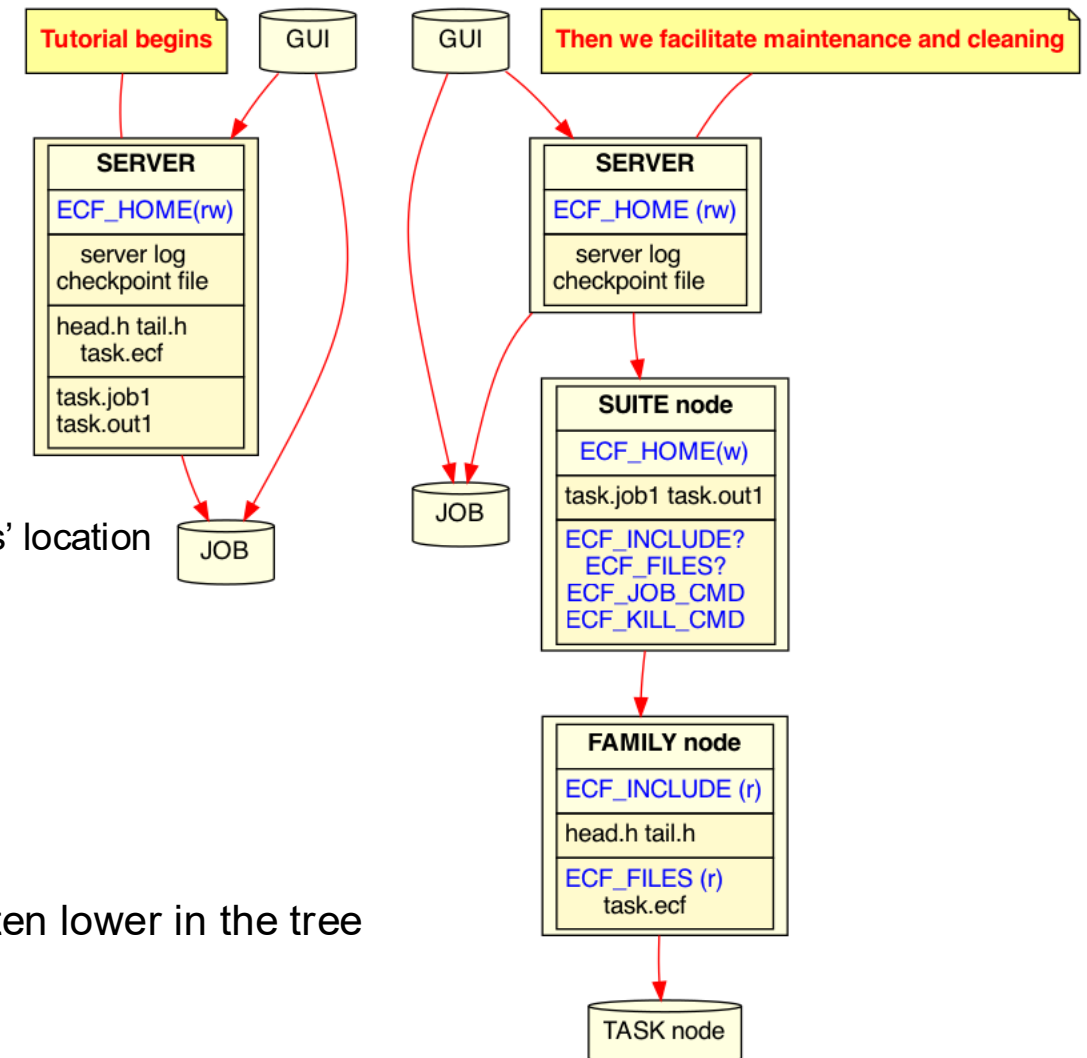 Tutorial begins
GUI
SERVER
ECF_HOME(rw)
server log
checkpoint file
head.h tail.h
task.ecf
task.job1
task.out1
JOB
s’ location
ten lower in the tree
GUI
Then we facilitate maintenance and cleaning
SERVER
ECF_HOME (rw)
server log
checkpoint file
JOB
SUITE node
ECF_HOME(w)
task.job1 task.out1
ECF_INCLUDE?
ECF_FILES?
ECF_JOB_CMD
ECF_KILL_CMD
FAMILY node
ECF_INCLUDE (r)
head.h tail.h
ECF_FILES (r)
task.ecf
TASK node